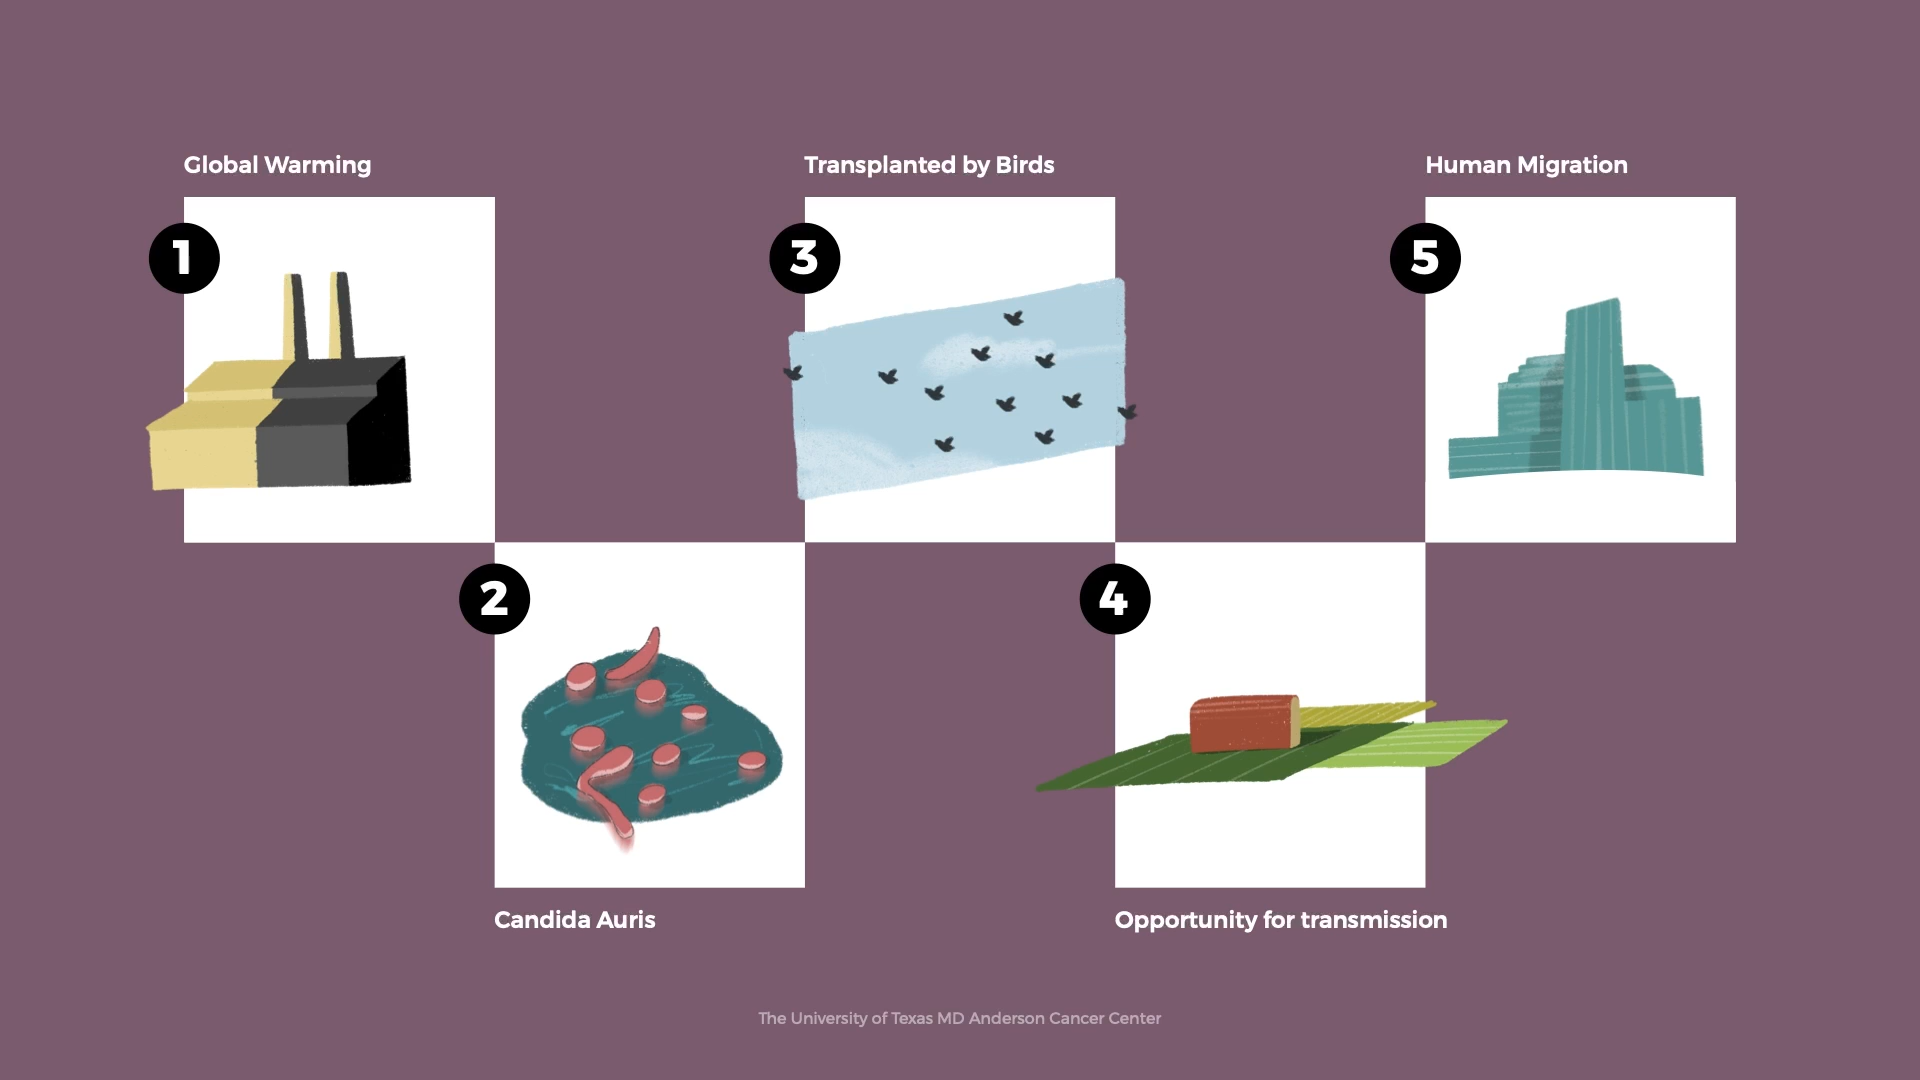 Global Warming
1
Candida Auris
2
Transplanted by Birds
3
Opportunity for transmission
4
Human Migration
5
The University of Texas MD Anderson Cancer Center